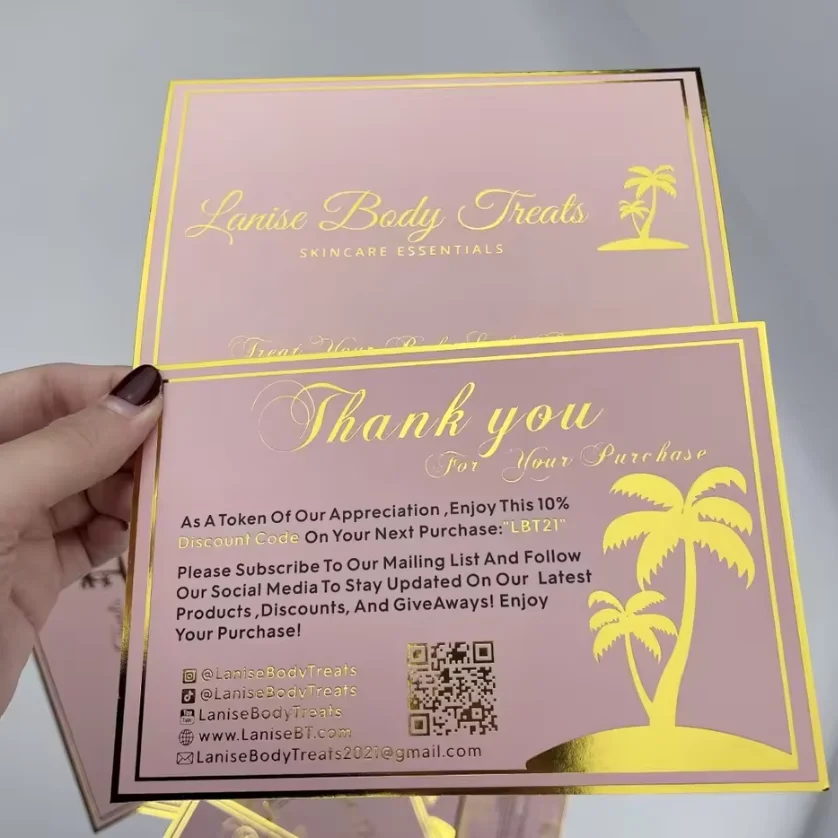 Lanise Body Treats
SKINCARE ESSENTIALS
Treat Your Body
Thank you
For Your Purchase
As A Token Of Our Appreciation ,Enjoy This 10%
Discount Code On Your Next Purchase:"LBT21"
Please Subscribe To Our Mailing List And Follow
Our Social Media To Stay Updated On Our Latest
Products ,Discounts, And GiveAways! Enjoy
Your Purchase!
@LaniseBodyTreats
@LaniseBodyTreats
LaniseBodyTreats
www.LaniseBT.com
LaniseBodyTreats2021@gmail.com